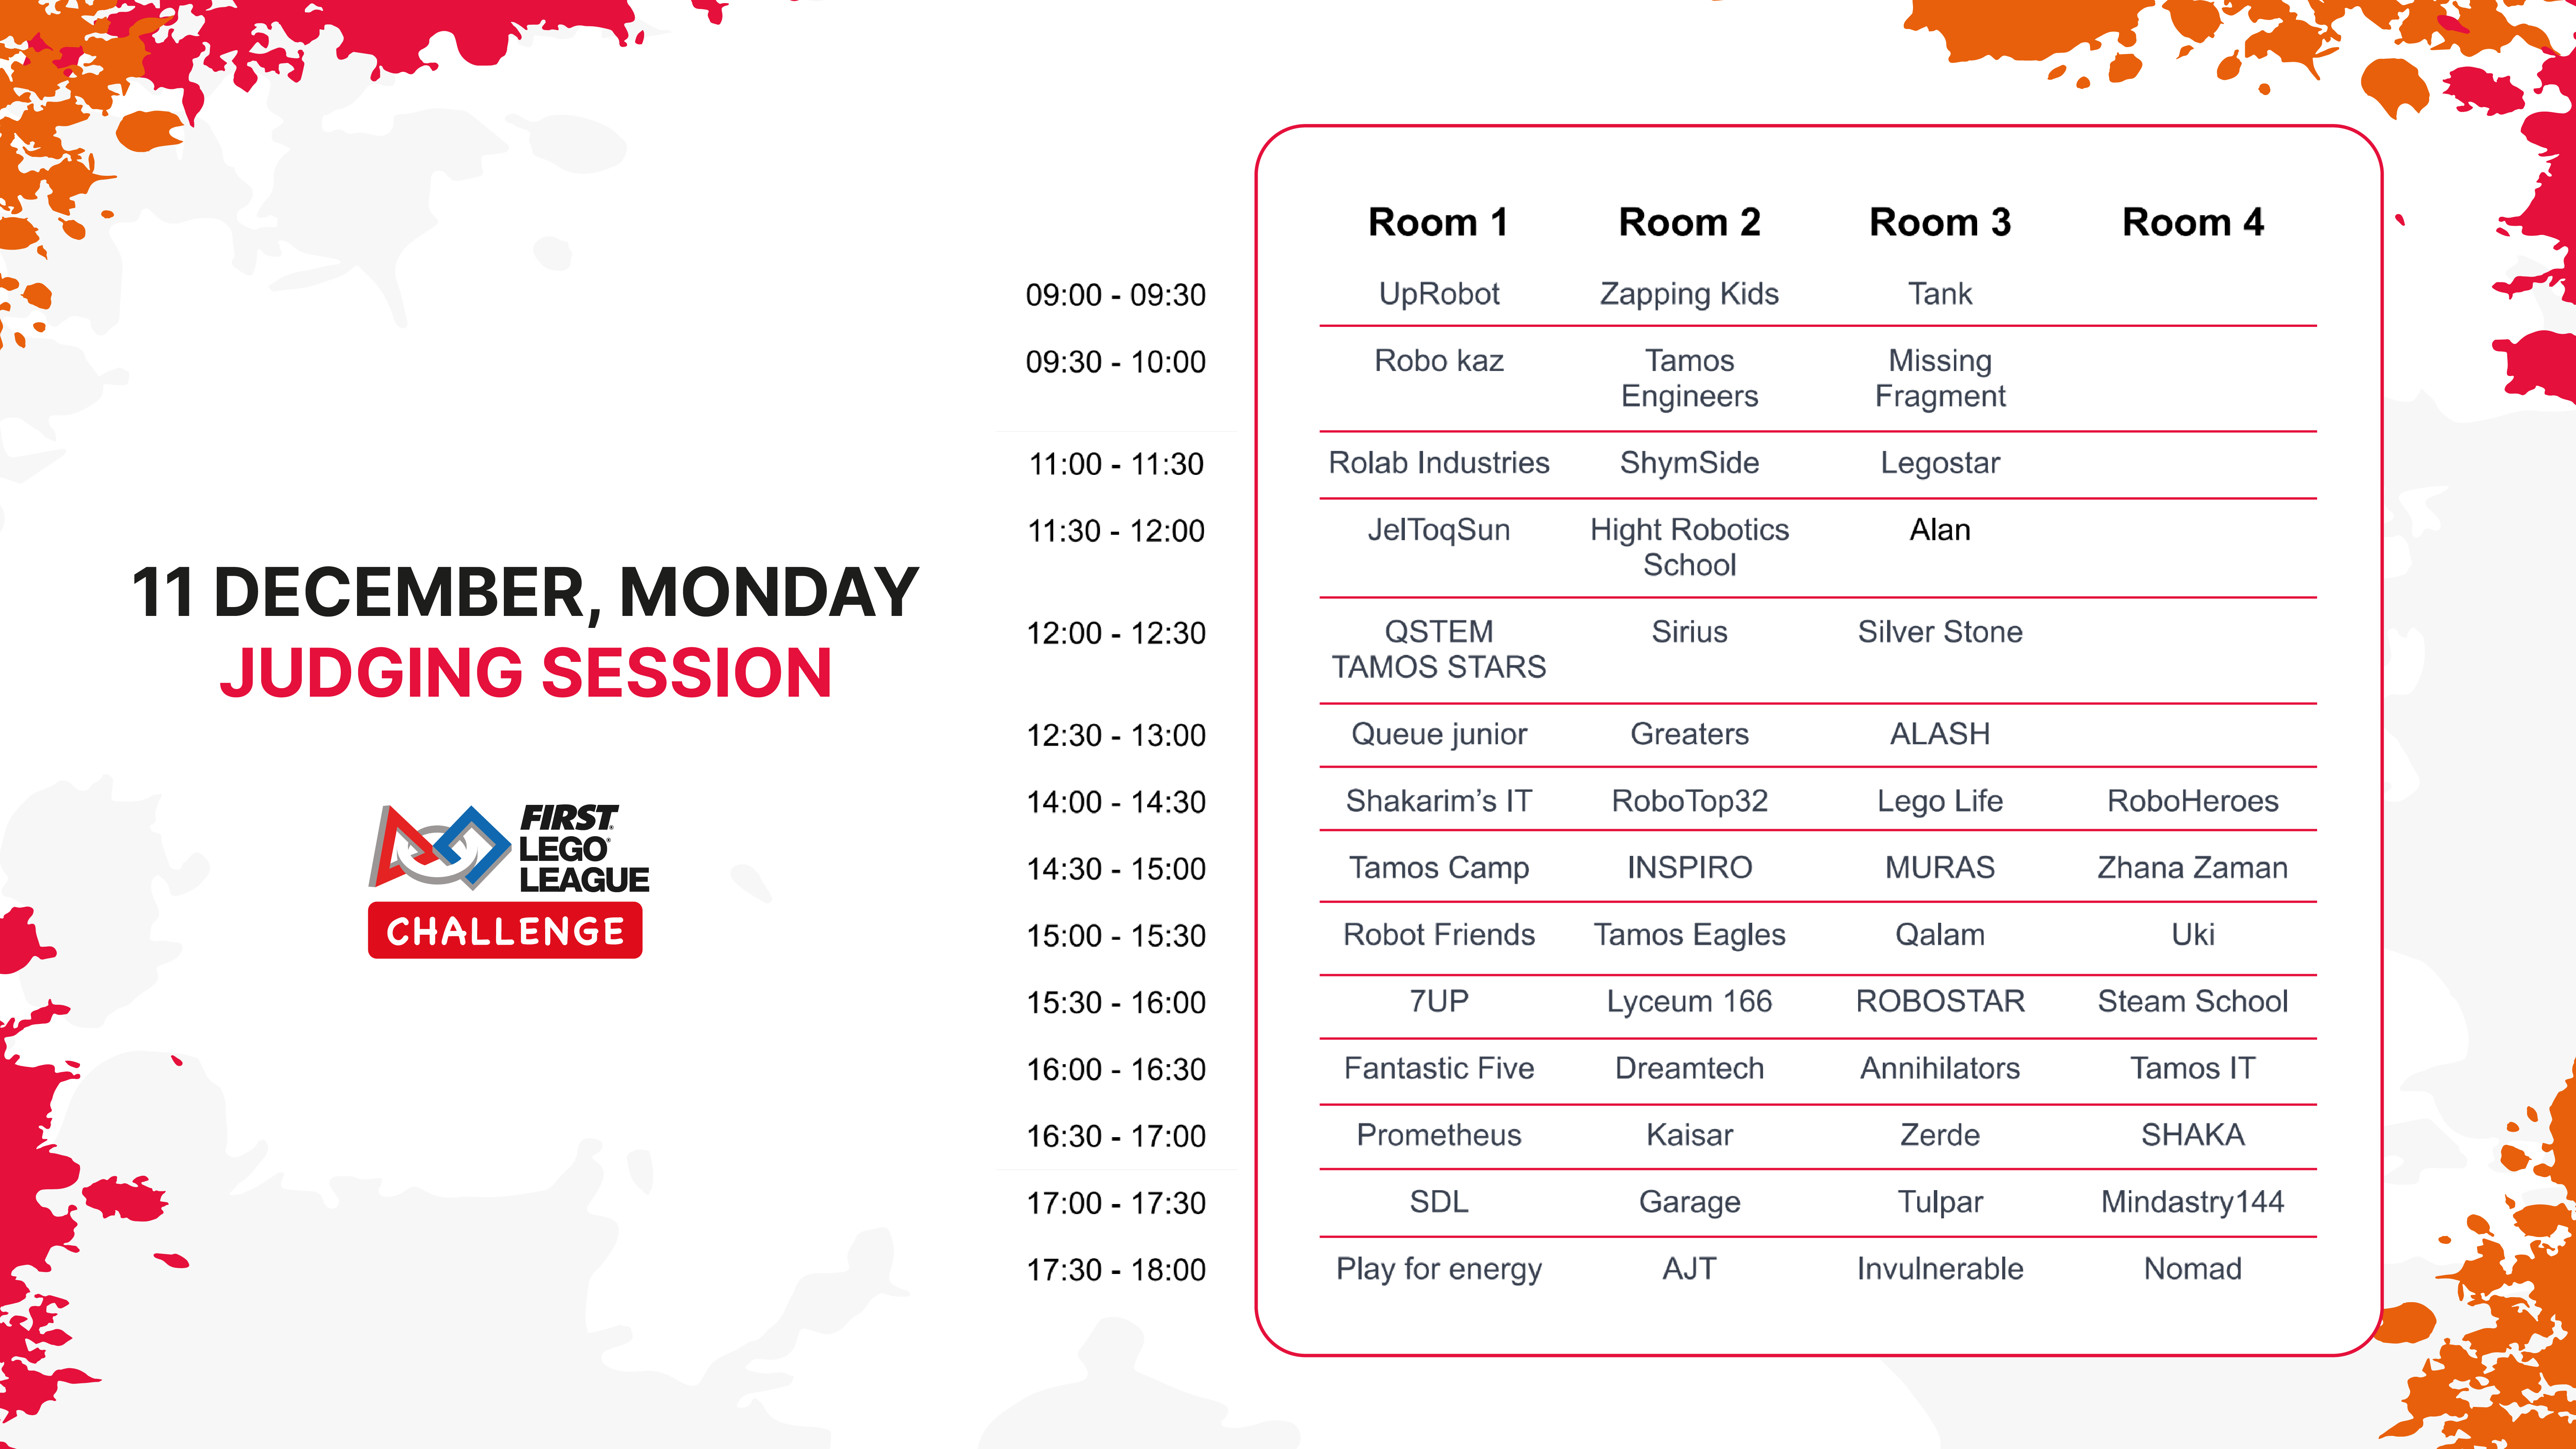 11 DECEMBER, MONDAY
JUDGING SESSION
FIRST
LEGO
LEAGUE
CHALLENGE
Room 1 Room 2 Room 3 Room 4
09:00 - 09:30 UpRobot Zapping Kids Tank
09:30 - 10:00 Robo kaz Tamos Missing
Engineers Fragment
11:00 - 11:30 Rolab Industries ShymSide Legostar
11:30 - 12:00 JelToqSun Hight Robotics Alan
School
12:00 - 12:30 QSTEM Sirius Silver Stone
TAMOS STARS
12:30 - 13:00 Queue junior Greaters ALASH
14:00 - 14:30 Shakarim’s IT RoboTop32 Lego Life RoboHeroes
14:30 - 15:00 Tamos Camp INSPIRO MURAS Zhana Zaman
15:00 - 15:30 Robot Friends Tamos Eagles Qalam Uki
15:30 - 16:00 7UP Lyceum 166 ROBOSTAR Steam School
16:00 - 16:30 Fantastic Five Dreamtech Annihilators Tamos IT
16:30 - 17:00 Prometheus Kaisar Zerde SHAKA
17:00 - 17:30 SDL Garage Tulpar Mindastry144
17:30 - 18:00 Play for energy AJT Invulnerable Nomad